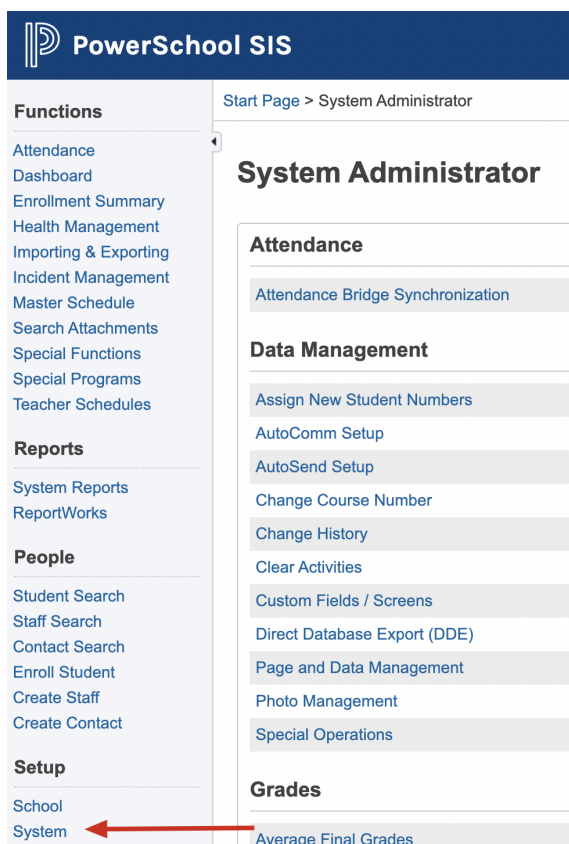 PowerSchool SIS
Functions
Attendance
Dashboard
Enrollment Summary
Health Management
Importing & Exporting
Incident Management
Master Schedule
Search Attachments
Special Functions
Special Programs
Teacher Schedules
Reports
System Reports
ReportWorks
People
Student Search
Staff Search
Contact Search
Enroll Student
Create Staff
Create Contact
Setup
School
System
Start Page > System Administrator
System Administrator
Attendance
Attendance Bridge Synchronization
Data Management
Assign New Student Numbers
AutoComm Setup
AutoSend Setup
Change Course Number
Change History
Clear Activities
Custom Fields / Screens
Direct Database Export (DDE)
Page and Data Management
Photo Management
Special Operations
Grades
Average Final Grades